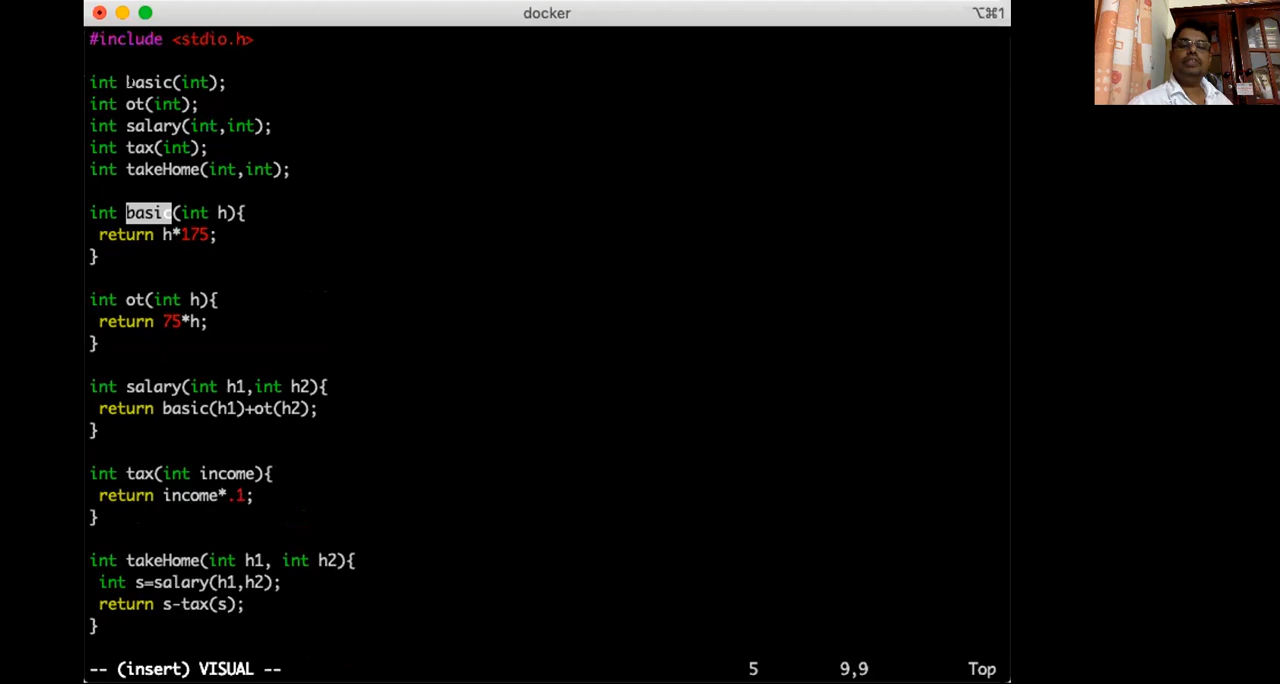 docker
⌥⌘1
#include <stdio.h>
int basic(int);
int ot(int);
int salary(int,int);
int tax(int);
int takeHome(int,int);
int basic(int h){
return h*175;
}
int ot(int h){
return 75*h;
}
int salary(int h1,int h2){
return basic(h1)+ot(h2);
}
int tax(int income){
return income*.1;
}
int takeHome(int h1, int h2){
int s=salary(h1,h2);
return s-tax(s);
}
-- (insert) VISUAL -- 5 9,9 Top